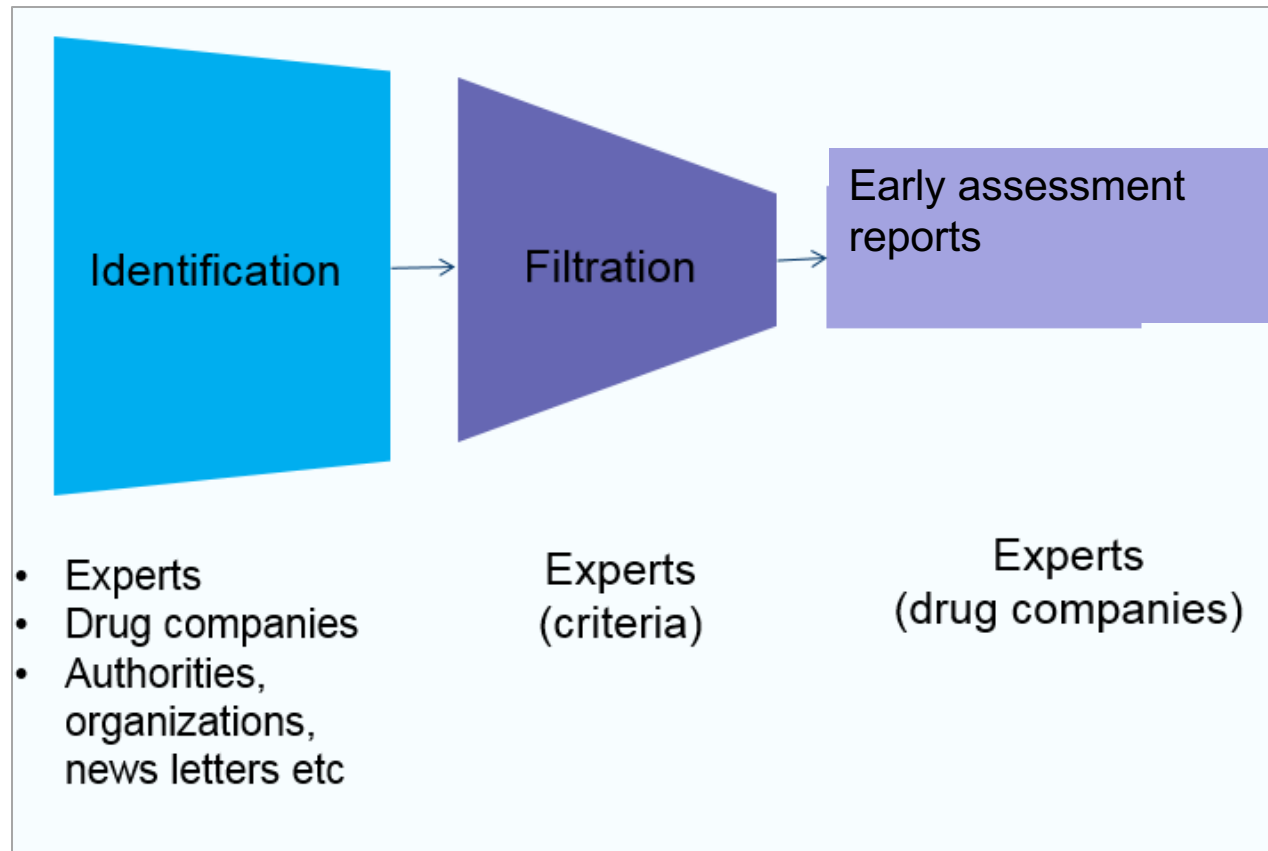 Identification
Filtration
Early assessment
reports
• Experts
• Drug companies
• Authorities,
organizations,
news letters etc
Experts
(criteria)
Experts
(drug companies)